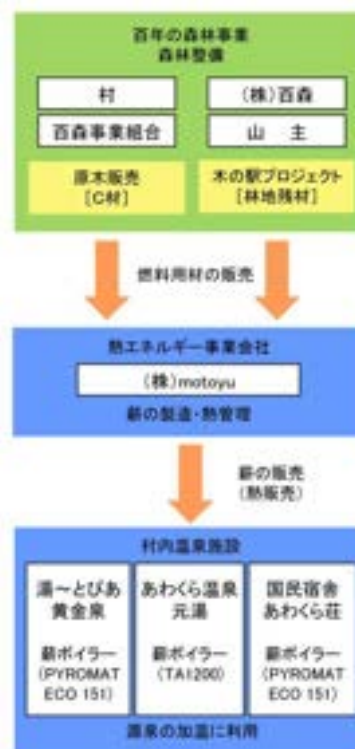 百年の森林事業
森林整備
村
(株)百森
百森事業組合
山 主
原木販売
[C材]
木の駅プロジェクト
[林地残材]
燃料用材の販売
熱エネルギー事業会社
(株)motoyu
薪の製造・熱管理
薪の販売
(熱販売)
村内温泉施設
湯～とぴあ
黄金泉
薪ボイラー
(PYROMAT
ECO 151)
あわくら温泉
元湯
薪ボイラー
(TA1200)
国民宿舎
あわくら荘
薪ボイラー
(PYROMAT
ECO 151)
源泉の加温に利用